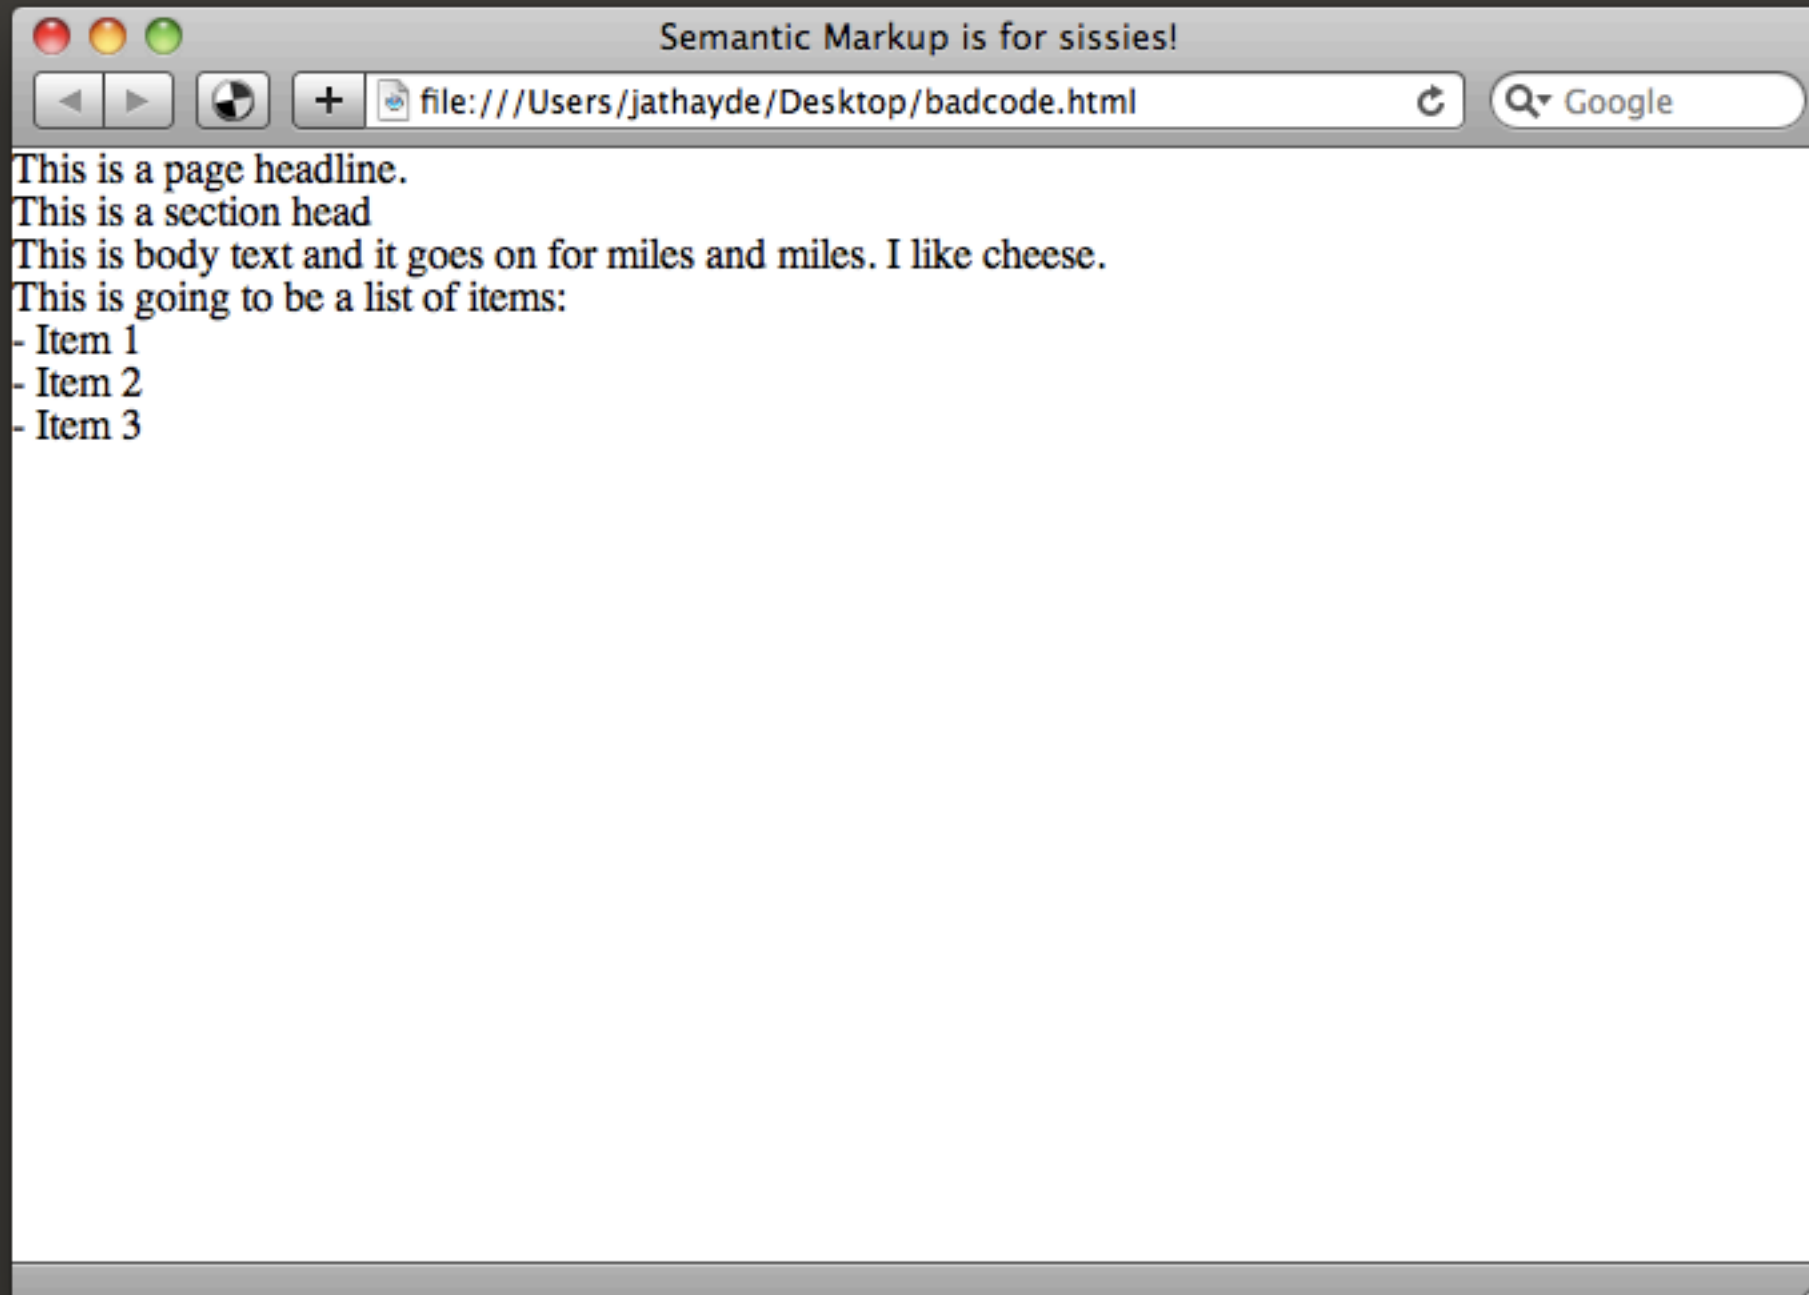 Semantic Markup is for sissies!
file:///Users/jathayde/Desktop/badcode.html
Google
This is a page headline.
This is a section head
This is body text and it goes on for miles and miles. I like cheese.
This is going to be a list of items:
- Item 1
- Item 2
- Item 3